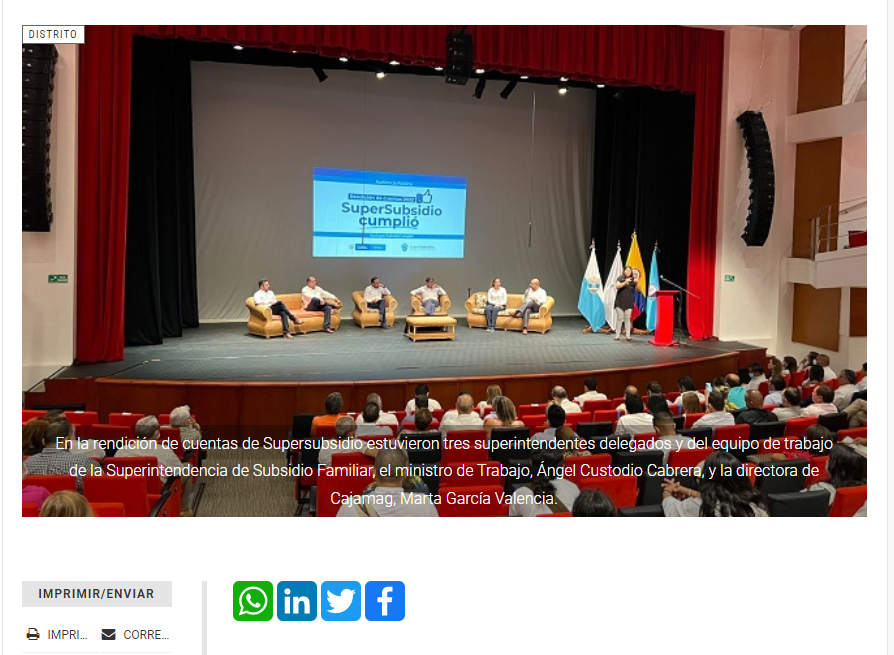 DISTRITO
SuperSubsidio
cumplió
En la rendición de cuentas de Supersubsidio estuvieron tres superintendentes delegados y del equipo de trabajo
de la Superintendencia de Subsidio Familiar, el ministro de Trabajo, Ángel Custodio Cabrera, y la directora de
Cajamag, Marta García Valencia.
IMPRIMIR/ENVIAR
IMPRI...
CORRE...